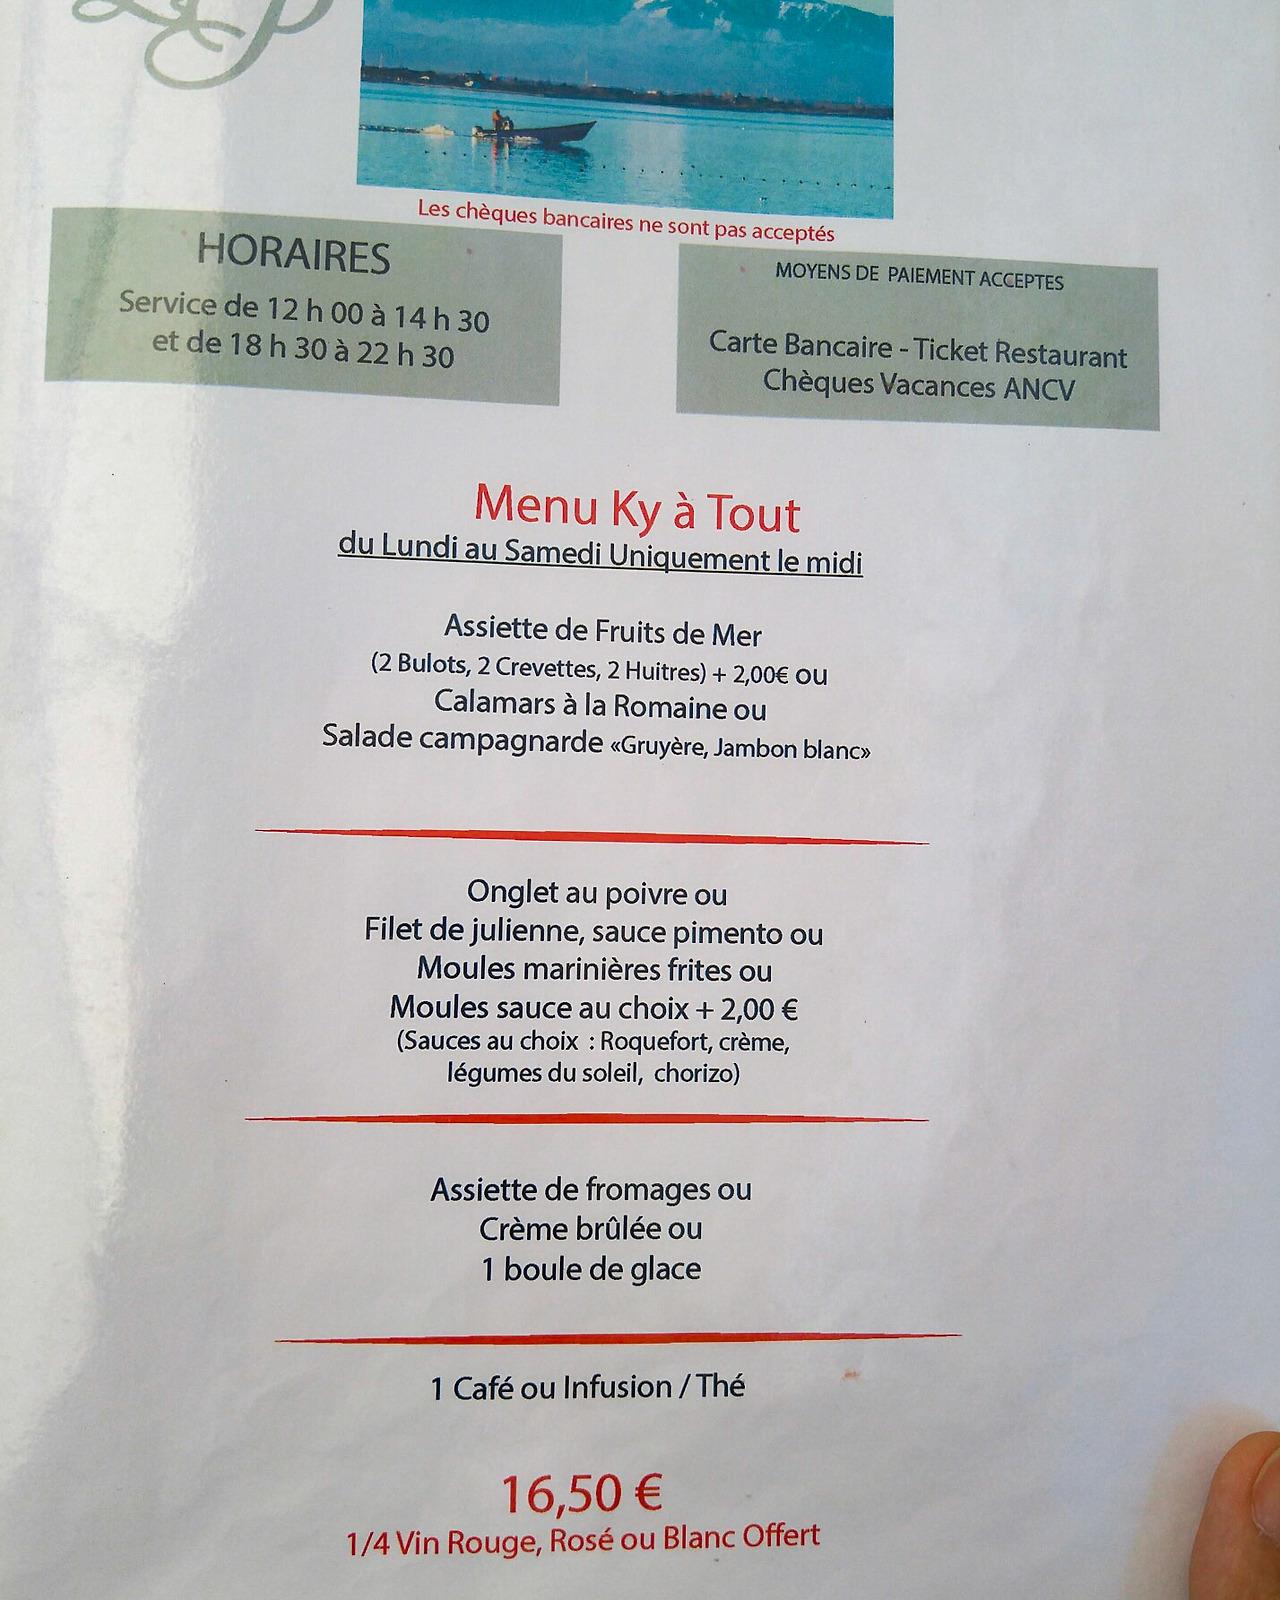 Les chèques bancaires ne sont pas acceptés
HORAIRES
Service de 12 h 00 à 14 h 30
et de 18 h 30 à 22 h 30
MOYENS DE PAIEMENT ACCEPTES
Carte Bancaire - Ticket Restaurant
Chèques Vacances ANCV
Menu Ky à Tout
du Lundi au Samedi Uniquement le midi
Assiette de Fruits de Mer
(2 Bulots, 2 Crevettes, 2 Huitres) + 2,00€ ou
Calamars à la Romaine ou
Salade campagnarde «Gruyère, Jambon blanc»
Onglet au poivre ou
Filet de julienne, sauce pimento ou
Moules marinières frites ou
Moules sauce au choix + 2,00 €
(Sauces au choix : Roquefort, crème,
légumes du soleil, chorizo)
Assiette de fromages ou
Crème brûlée ou
1 boule de glace
1 Café ou Infusion / Thé
16,50 €
1/4 Vin Rouge, Rosé ou Blanc Offert